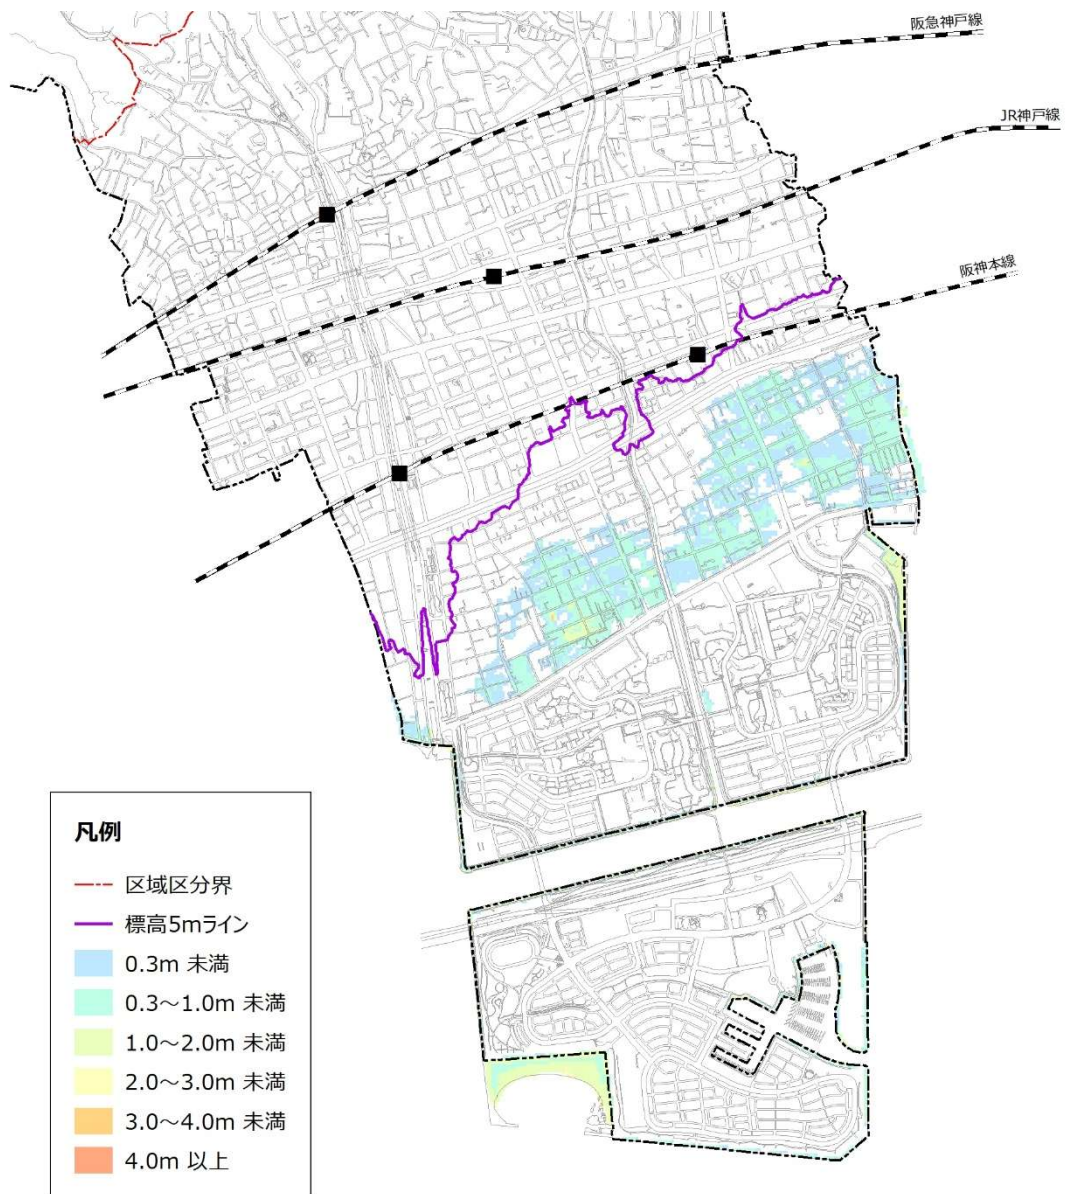 阪急神戸線
JR神戸線
阪神本線
凡例
区域区分界
標高5mライン
0.3m 未満
0.3～1.0m 未満
1.0～2.0m 未満
2.0～3.0m 未満
3.0～4.0m 未満
4.0m 以上